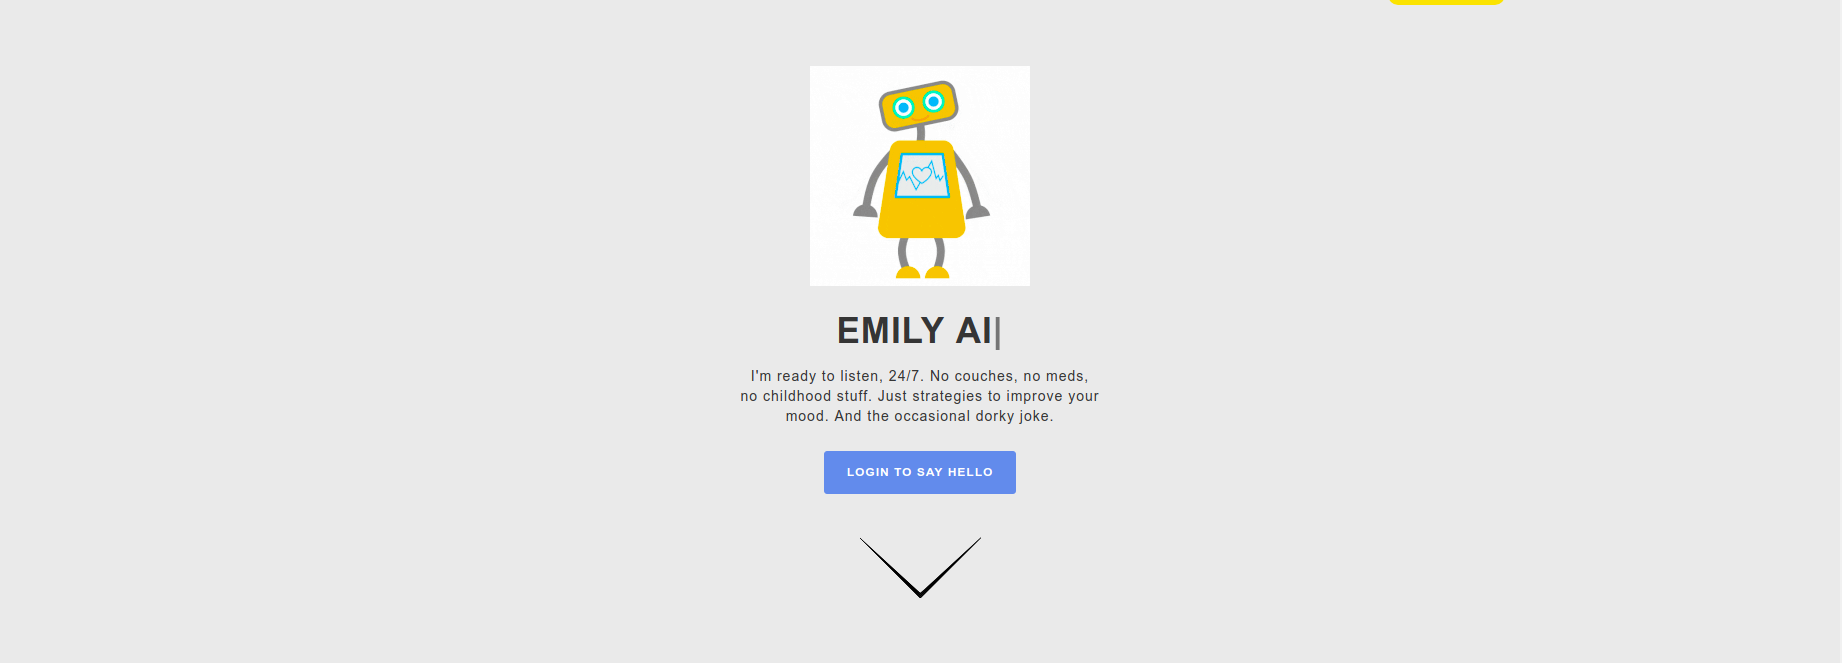 EMILY AI|
I'm ready to listen, 24/7. No couches, no meds,
no childhood stuff. Just strategies to improve your
mood. And the occasional dorky joke.
LOGIN TO SAY HELLO